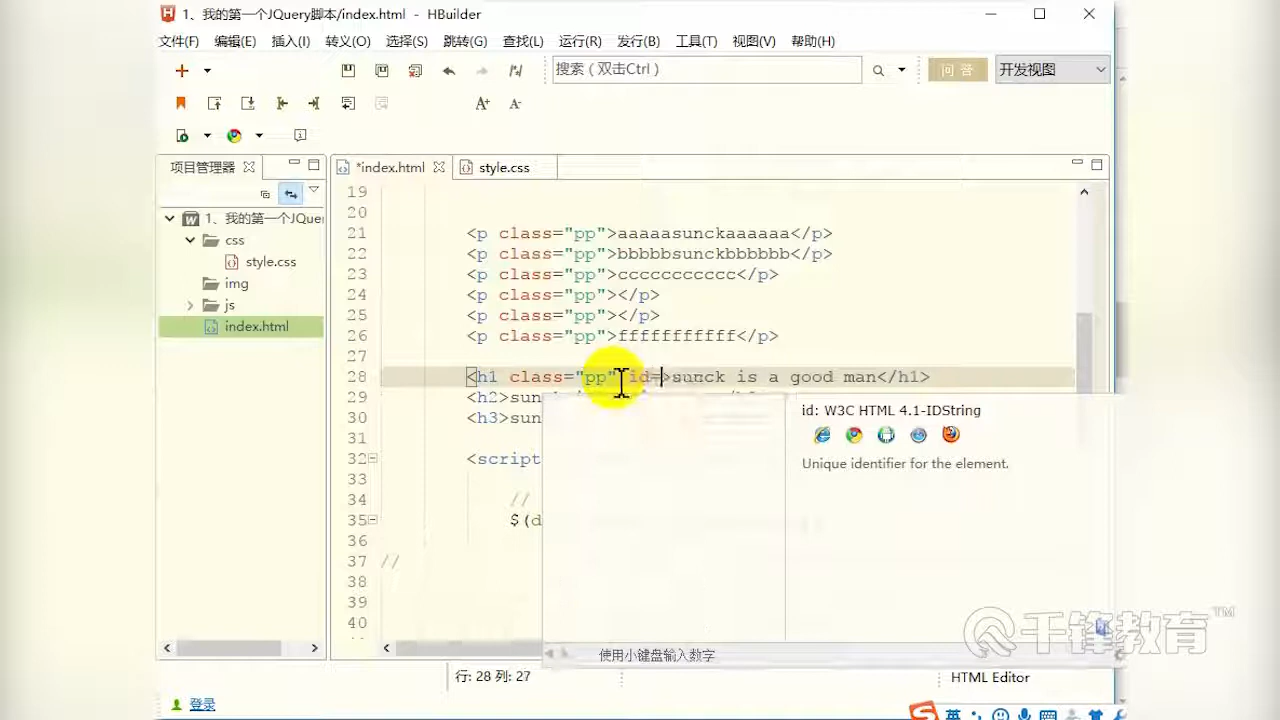 1、我的第一个JQuery脚本/index.html - HBuilder
文件(F) 编辑(E) 插入(I) 转义(O) 选择(S) 跳转(G) 查找(L) 运行(R) 发行(B) 工具(T) 视图(V) 帮助(H)
搜索（双击Ctrl）
问 答
开发视图
A+ A-
项目管理器
*index.html
style.css
1、我的第一个JQuer
css
style.css
img
js
index.html
19
20
21 <p class="pp">aaaaasunckaaaaaa</p>
22 <p class="pp">bbbbbsunckbbbbbb</p>
23 <p class="pp">ccccccccccc</p>
24 <p class="pp"></p>
25 <p class="pp"></p>
26 <p class="pp">fffffffffff</p>
27
28 <h1 class="pp" id=>sunck is a good man</h1>
29 <h2>sun
30 <h3>sun
31
32 <script
33
34 //
35 $(d
36
37 //
38
39
40
id: W3C HTML 4.1-IDString
Unique identifier for the element.
使用小键盘输入数字
行: 28 列: 27
HTML Editor
登录
英
千锋教育™